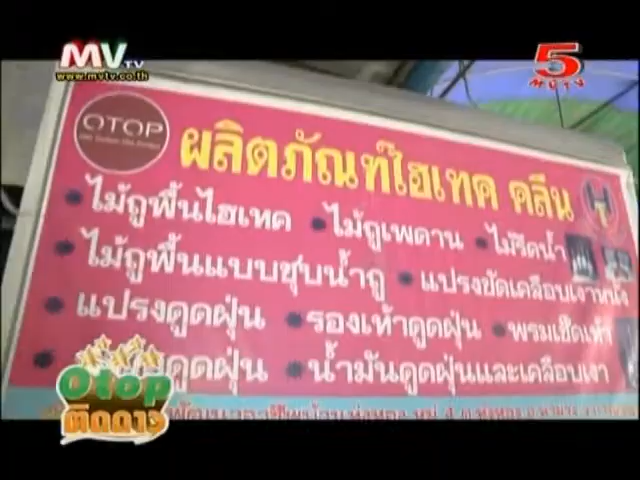 MVTV
www.mvtv.co.th
5
OTOP
ผลิตภัณฑ์ไฮเทค คลีน
ไม้ถูพื้นไฮเทค ไม้ถูเพดาน ไม้รีดน้ำ
ไม้ถูพื้นแบบชุบน้ำถู แปรงขัดเคลือบเงาหนัง
แปรงดูดฝุ่น รองเท้าดูดฝุ่น พรมเช็ดเท้า
ดูดฝุ่น น้ำมันดูดฝุ่นและเคลือบเงา
Otop
ติดดาว